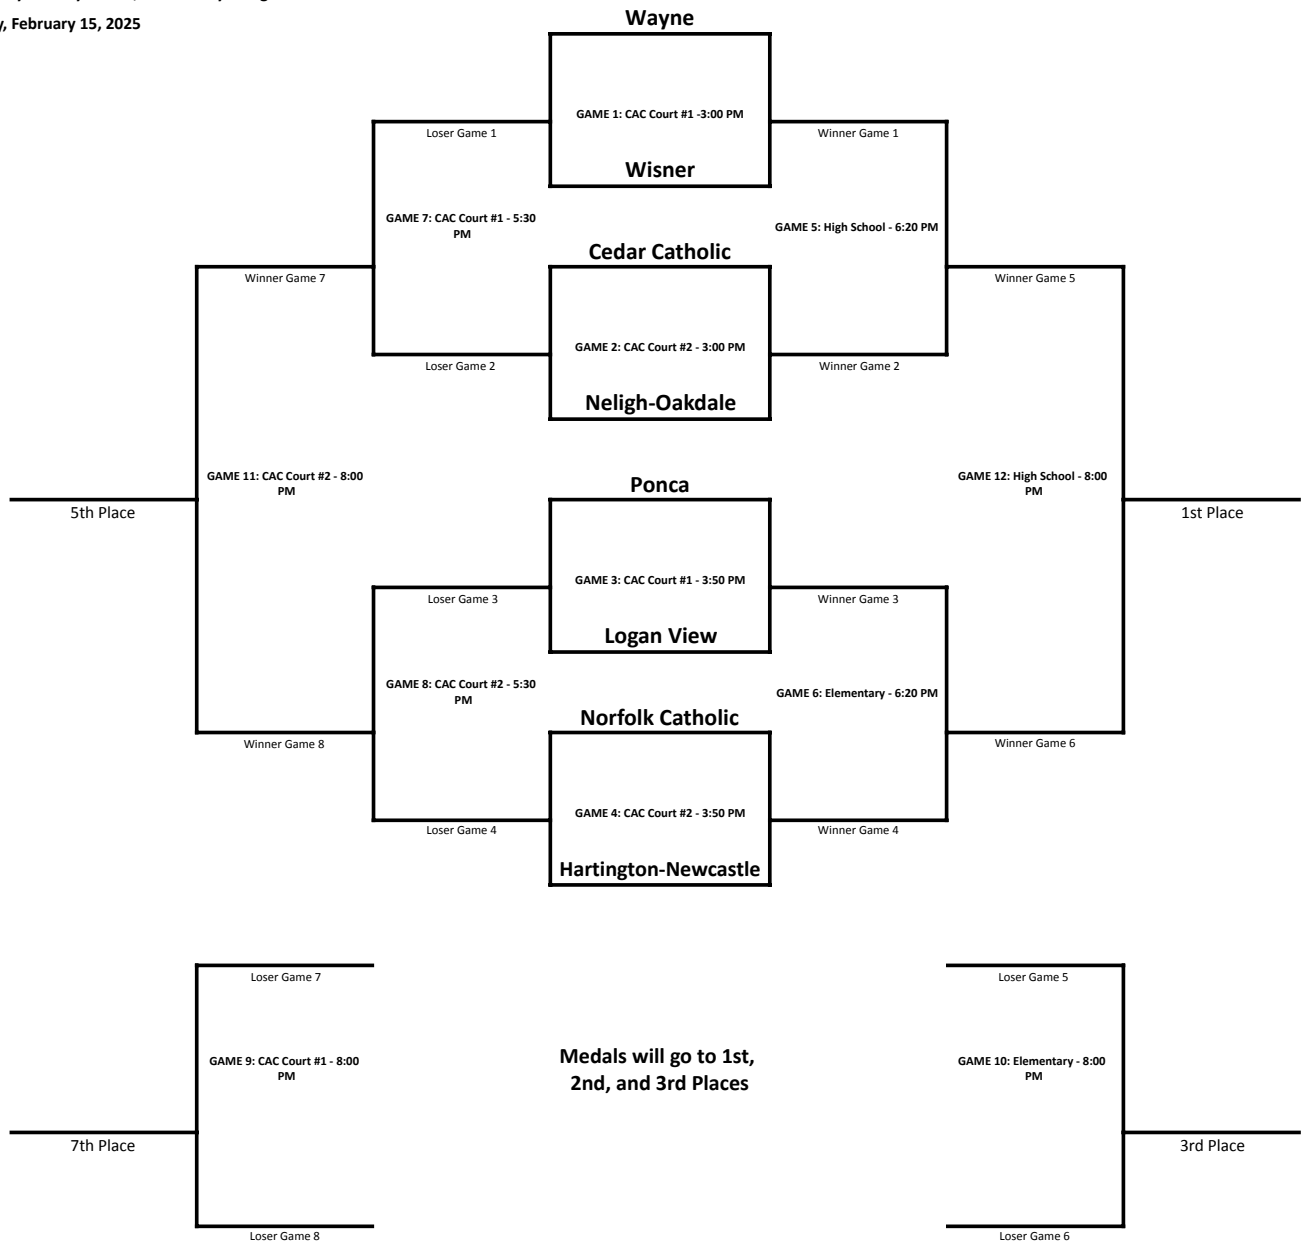 y, February 15, 2025
Wayne
GAME 1: CAC Court #1 -3:00 PM
Loser Game 1
Winner Game 1
Wisner
GAME 7: CAC Court #1 - 5:30
PM
GAME 5: High School - 6:20 PM
Cedar Catholic
Winner Game 7
Winner Game 5
GAME 2: CAC Court #2 - 3:00 PM
Loser Game 2
Winner Game 2
Neligh-Oakdale
GAME 11: CAC Court #2 - 8:00
PM
GAME 12: High School - 8:00
PM
Ponca
5th Place
1st Place
GAME 3: CAC Court #1 - 3:50 PM
Loser Game 3
Winner Game 3
Logan View
GAME 8: CAC Court #2 - 5:30
PM
GAME 6: Elementary - 6:20 PM
Norfolk Catholic
Winner Game 8
Winner Game 6
GAME 4: CAC Court #2 - 3:50 PM
Loser Game 4
Winner Game 4
Hartington-Newcastle
Loser Game 7
Loser Game 5
GAME 9: CAC Court #1 - 8:00
PM
Medals will go to 1st,
2nd, and 3rd Places
GAME 10: Elementary - 8:00
PM
7th Place
3rd Place
Loser Game 8
Loser Game 6